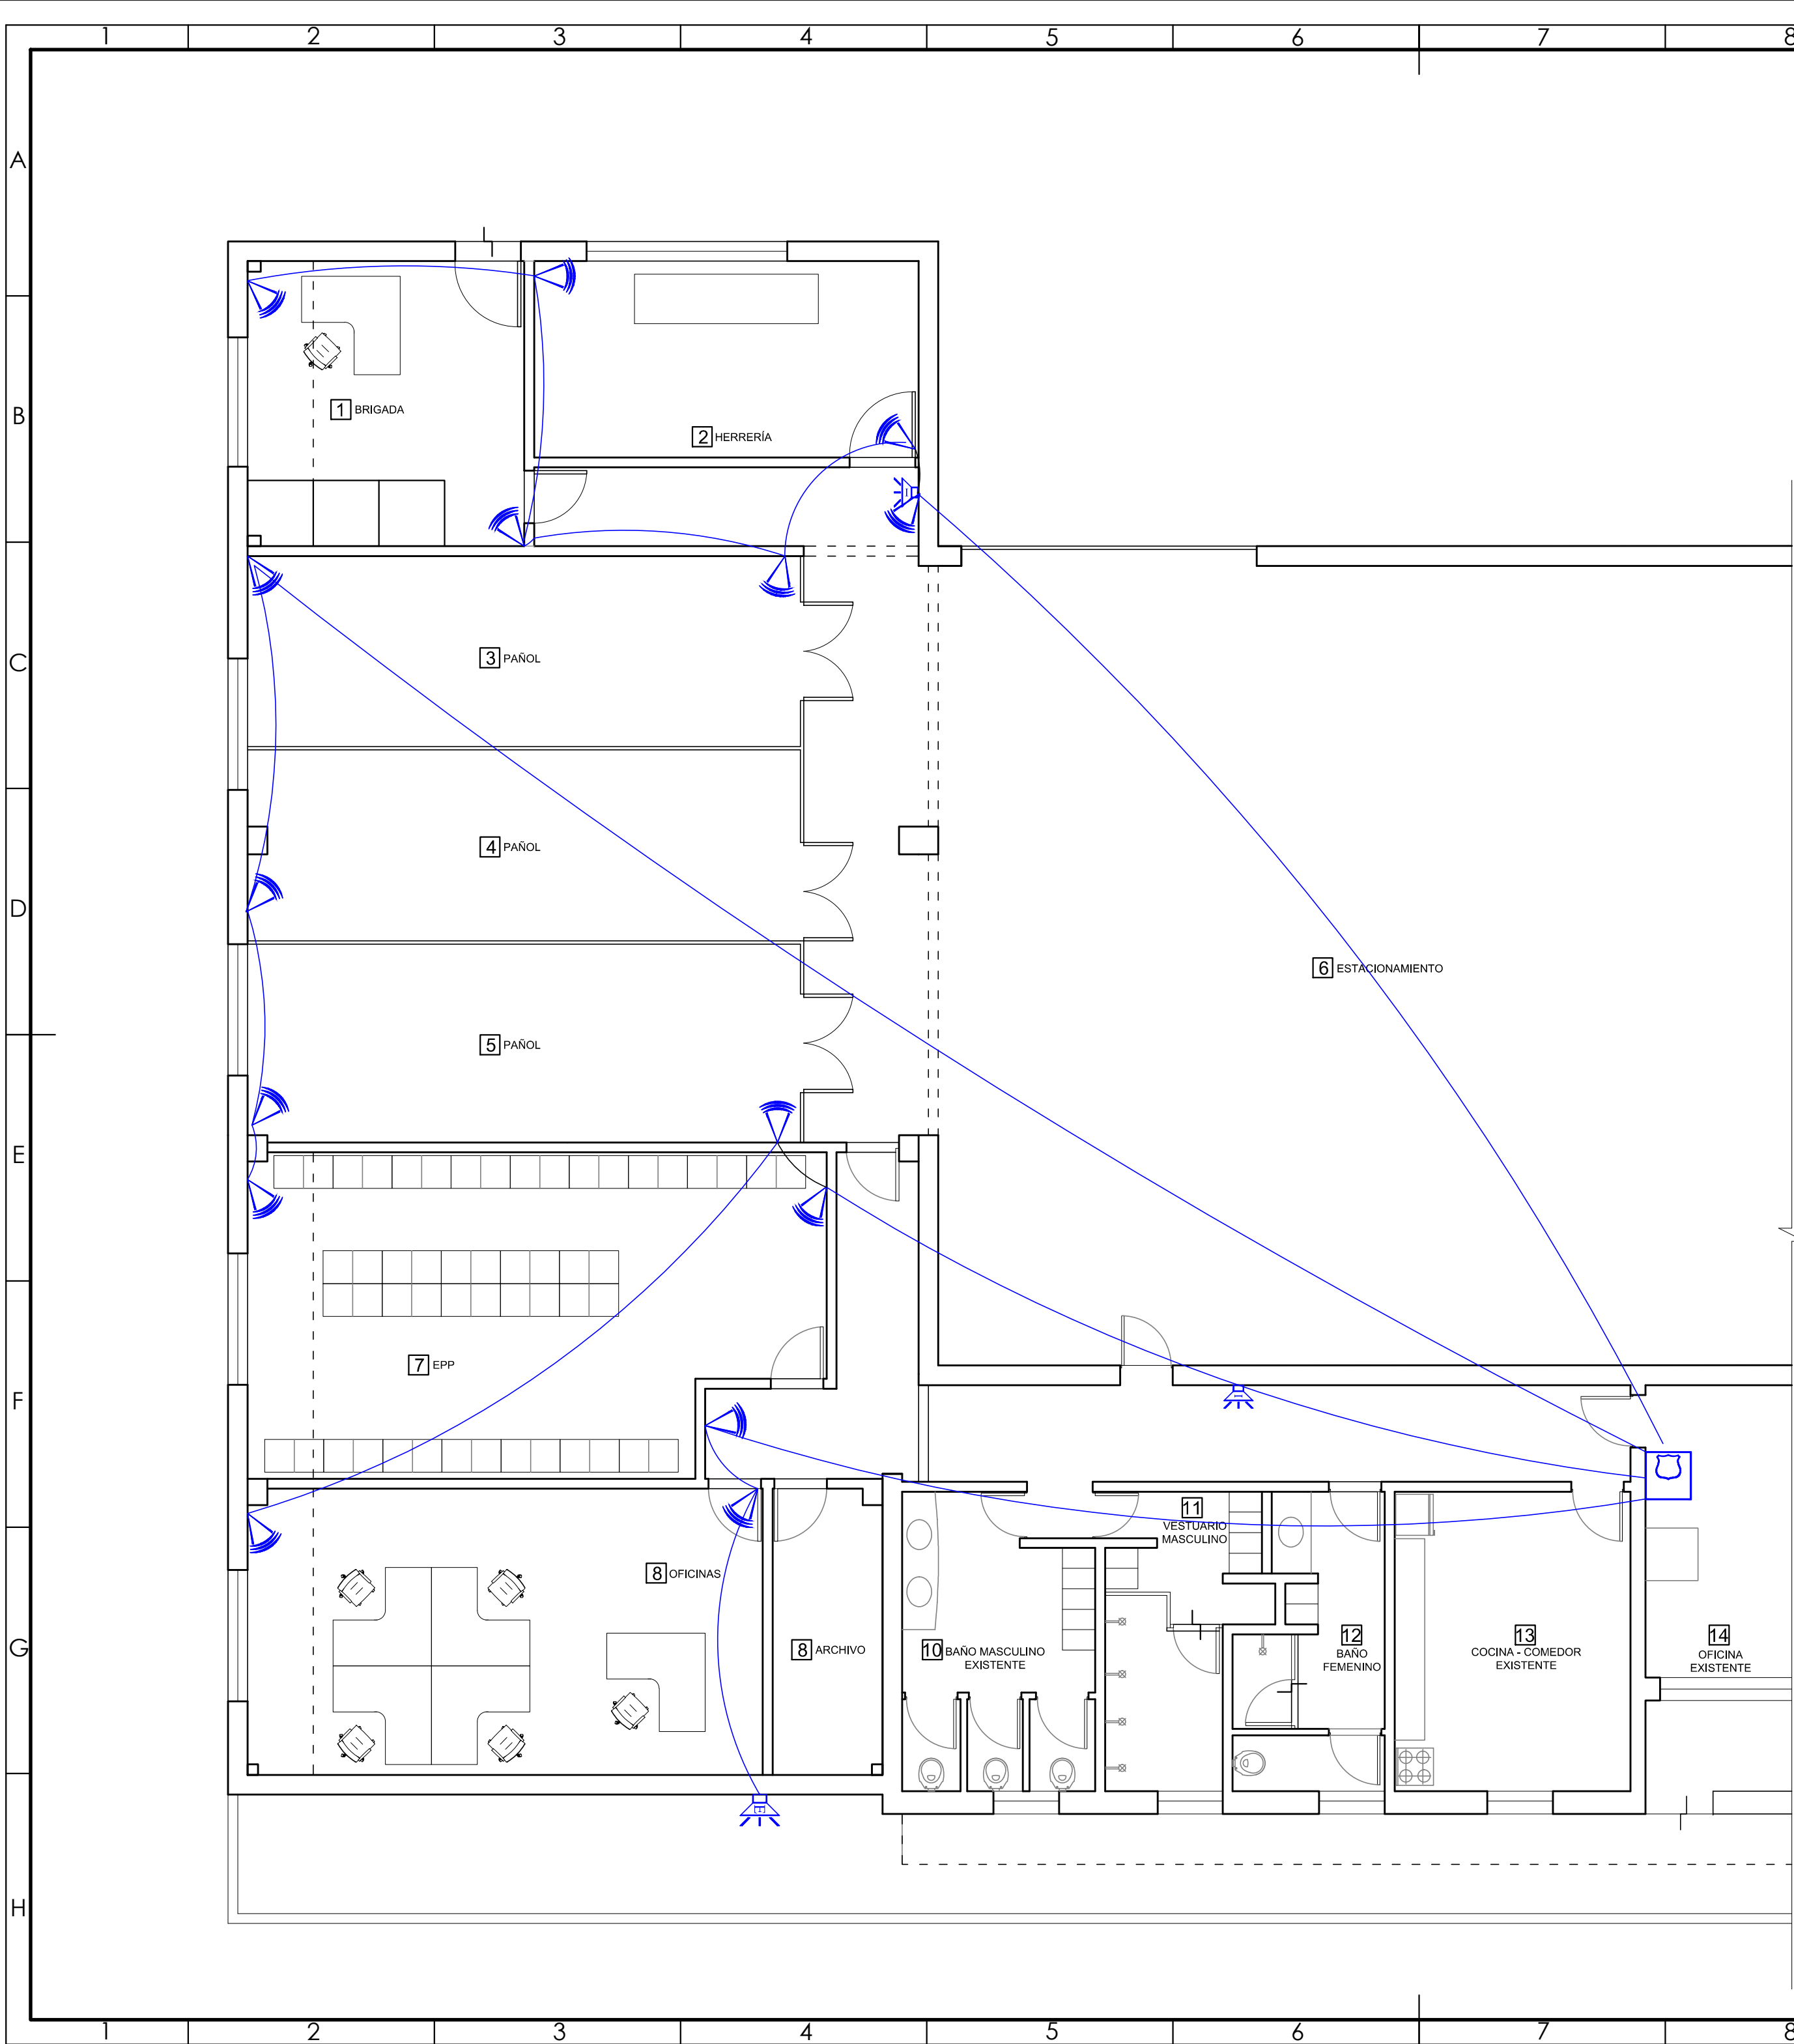 1 2 3 4 5 6 7 8
A
B
C
D
E
F
G
H
1 BRIGADA
2 HERRERÍA
3 PAÑOL
4 PAÑOL
5 PAÑOL
6 ESTACIONAMIENTO
7 EPP
8 OFICINAS
8 ARCHIVO
10 BAÑO MASCULINO
EXISTENTE
11
VESTUARIO
MASCULINO
12
BAÑO
FEMENINO
13
COCINA - COMEDOR
EXISTENTE
14
OFICINA
EXISTENTE
1 2 3 4 5 6 7 8